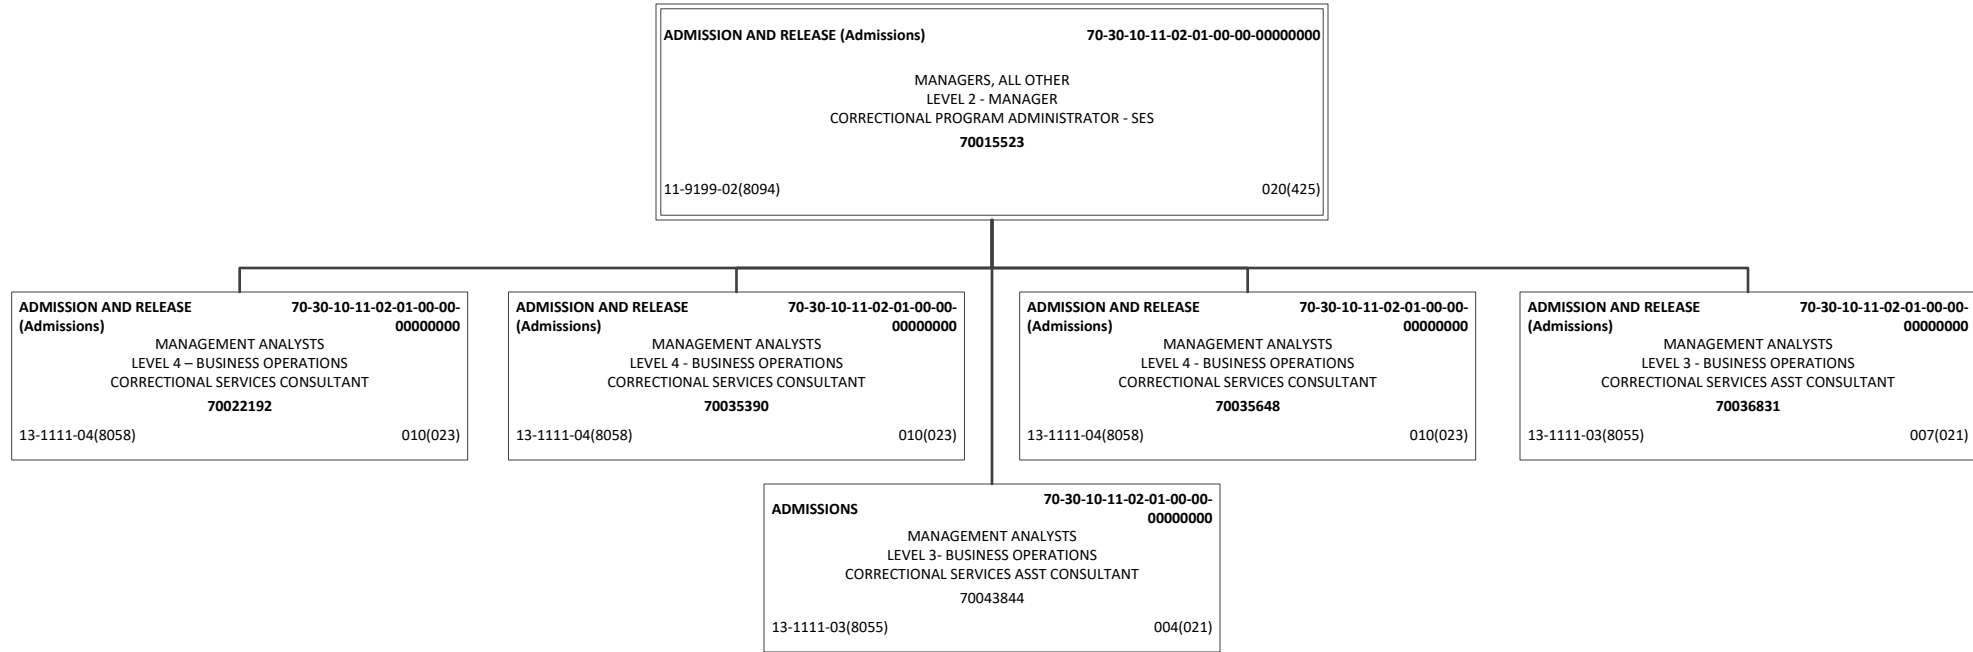 ADMISSION AND RELEASE (Admissions) 70-30-10-11-02-01-00-00-00000000
MANAGERS, ALL OTHER
LEVEL 2 - MANAGER
CORRECTIONAL PROGRAM ADMINISTRATOR - SES
70015523
11-9199-02(8094) 020(425)
ADMISSION AND RELEASE 70-30-10-11-02-01-00-00-
(Admissions) 00000000
MANAGEMENT ANALYSTS
LEVEL 4 – BUSINESS OPERATIONS
CORRECTIONAL SERVICES CONSULTANT
70022192
13-1111-04(8058) 010(023)
ADMISSION AND RELEASE 70-30-10-11-02-01-00-00-
(Admissions) 00000000
MANAGEMENT ANALYSTS
LEVEL 4 - BUSINESS OPERATIONS
CORRECTIONAL SERVICES CONSULTANT
70035390
13-1111-04(8058) 010(023)
ADMISSION AND RELEASE 70-30-10-11-02-01-00-00-
(Admissions) 00000000
MANAGEMENT ANALYSTS
LEVEL 4 - BUSINESS OPERATIONS
CORRECTIONAL SERVICES CONSULTANT
70035648
13-1111-04(8058) 010(023)
ADMISSION AND RELEASE 70-30-10-11-02-01-00-00-
(Admissions) 00000000
MANAGEMENT ANALYSTS
LEVEL 3 - BUSINESS OPERATIONS
CORRECTIONAL SERVICES ASST CONSULTANT
70036831
13-1111-03(8055) 007(021)
ADMISSIONS 70-30-10-11-02-01-00-00-
00000000
MANAGEMENT ANALYSTS
LEVEL 3- BUSINESS OPERATIONS
CORRECTIONAL SERVICES ASST CONSULTANT
70043844
13-1111-03(8055) 004(021)